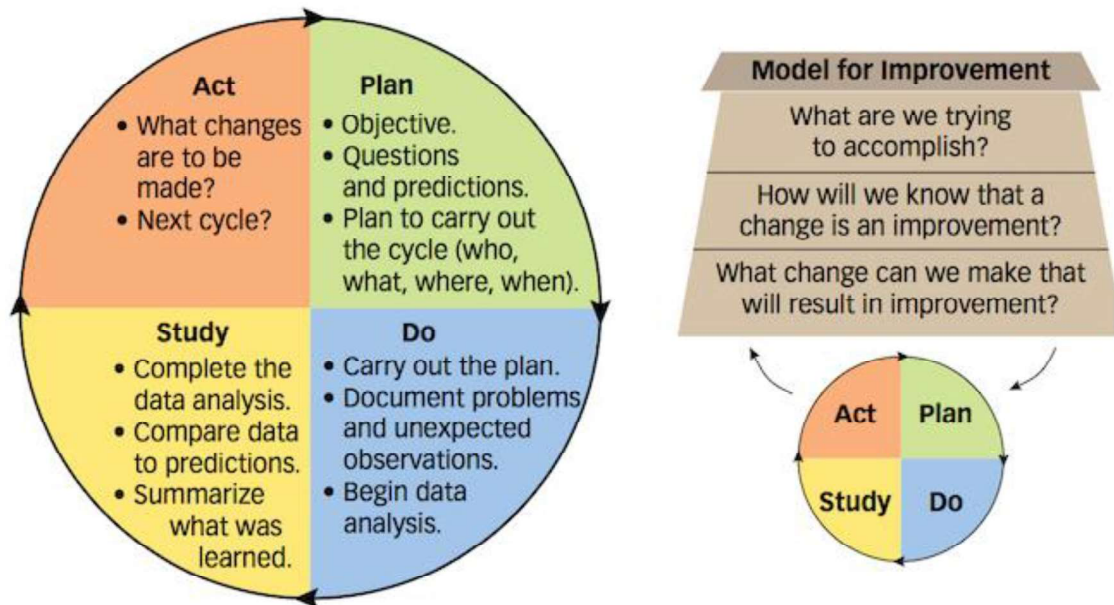 Act
• What changes
are to be
made?
• Next cycle?
Plan
• Objective.
• Questions
and predictions.
• Plan to carry out
the cycle (who,
what, where, when).
Study
• Complete the
data analysis.
• Compare data
to predictions.
• Summarize
what was
learned.
Do
• Carry out the plan.
• Document problems
and unexpected
observations.
• Begin data
analysis.
Model for Improvement
What are we trying
to accomplish?
How will we know that a
change is an improvement?
What change can we make that
will result in improvement?
Act
Plan
Study
Do